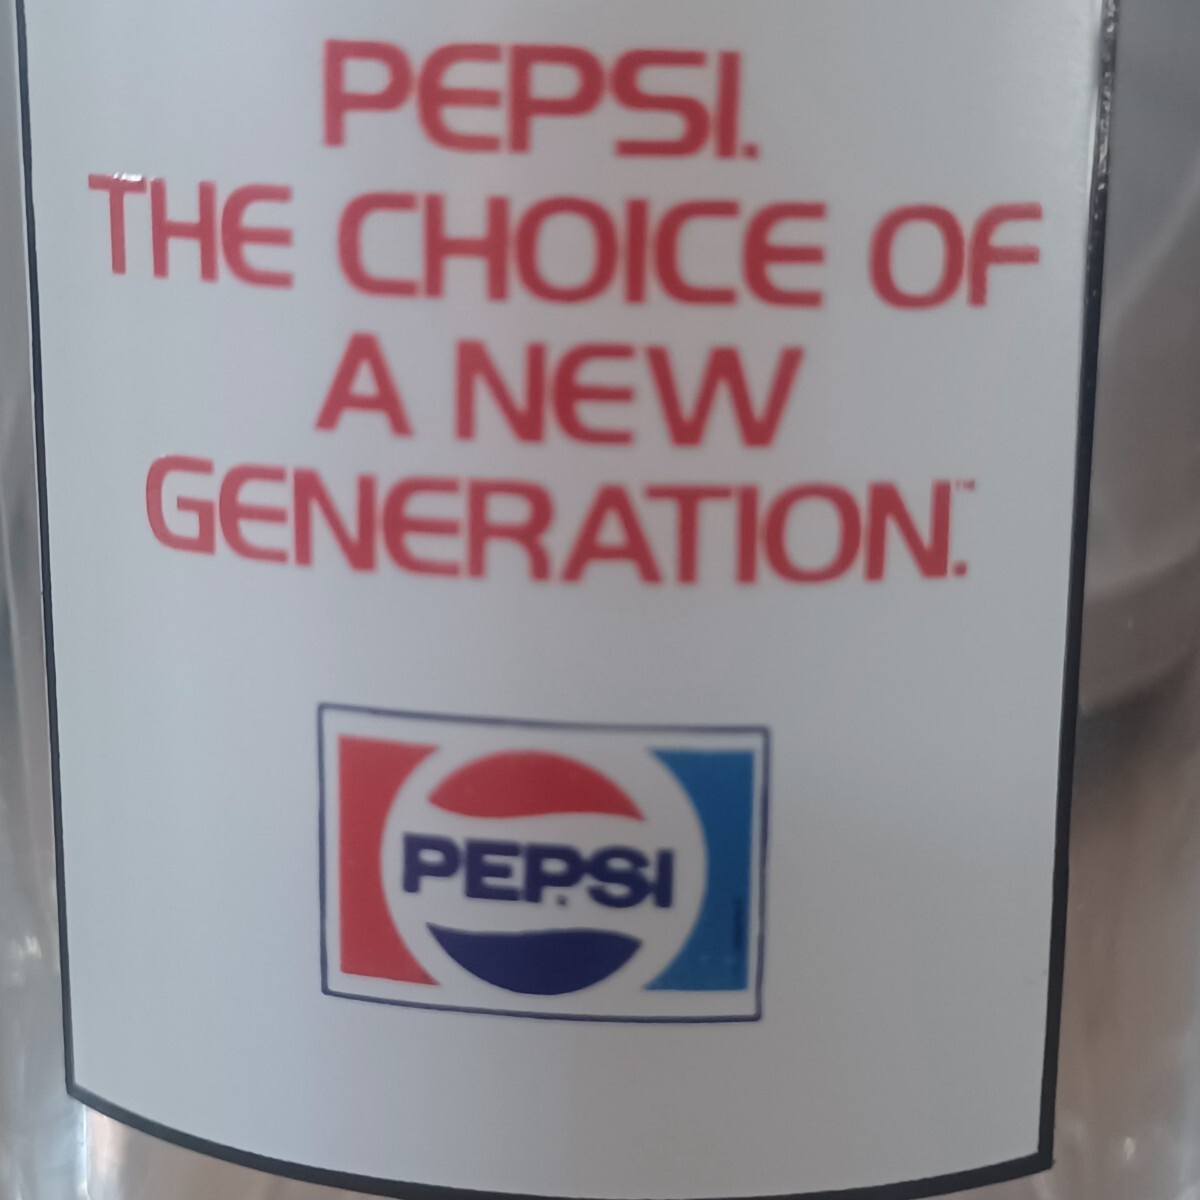 PEPSI.
THE CHOICE OF
A NEW
GENERATION.™
PEPSI